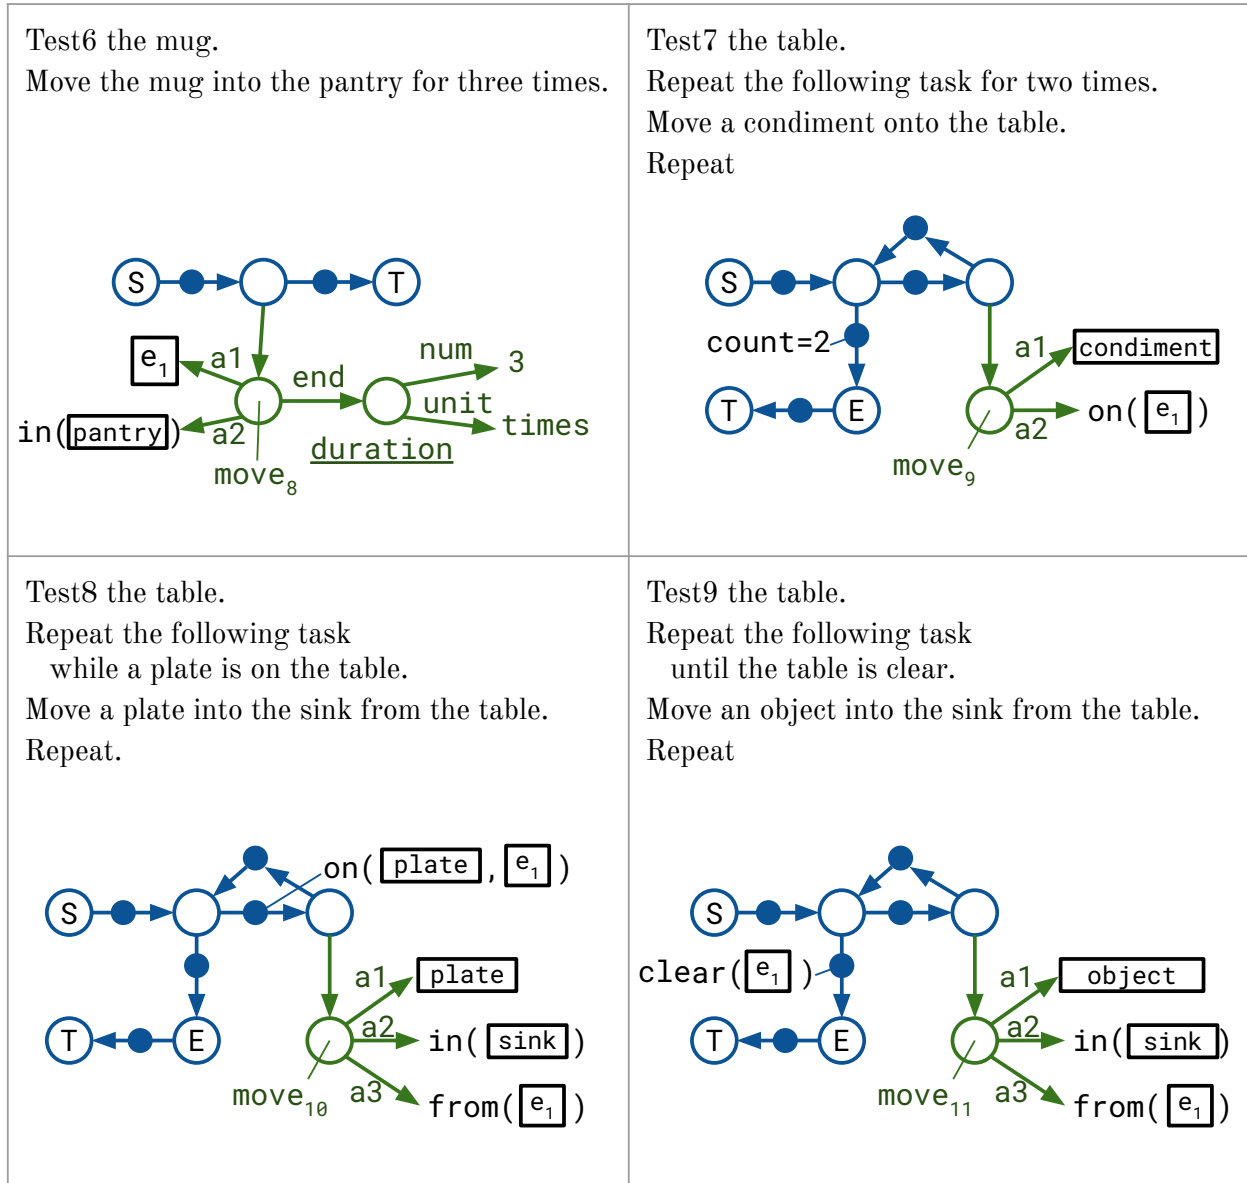 Test6 the mug.
Move the mug into the pantry for three times.
S
T
e1
a1
end
num
3
in(pantry)
a2
unit
times
duration
move8
Test7 the table.
Repeat the following task for two times.
Move a condiment onto the table.
Repeat
S
count=2
a1
condiment
T
E
a2
on( e1 )
move9
Test8 the table.
Repeat the following task
while a plate is on the table.
Move a plate into the sink from the table.
Repeat.
on( plate , e1 )
S
a1
plate
T
E
a2
in( sink )
move10
a3
from( e1 )
Test9 the table.
Repeat the following task
until the table is clear.
Move an object into the sink from the table.
Repeat
S
clear( e1 )
a1
object
T
E
a2
in( sink )
move11
a3
from( e1 )